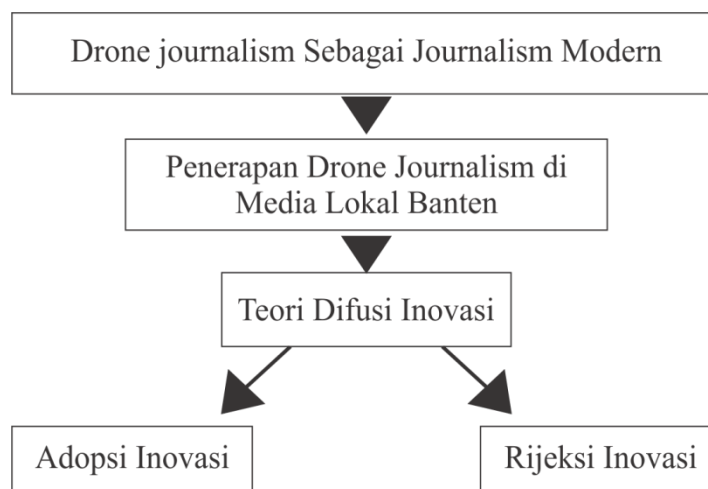 Drone journalism Sebagai Journalism Modern
Penerapan Drone Journalism di
Media Lokal Banten
Teori Difusi Inovasi
Adopsi Inovasi
Rijeksi Inovasi